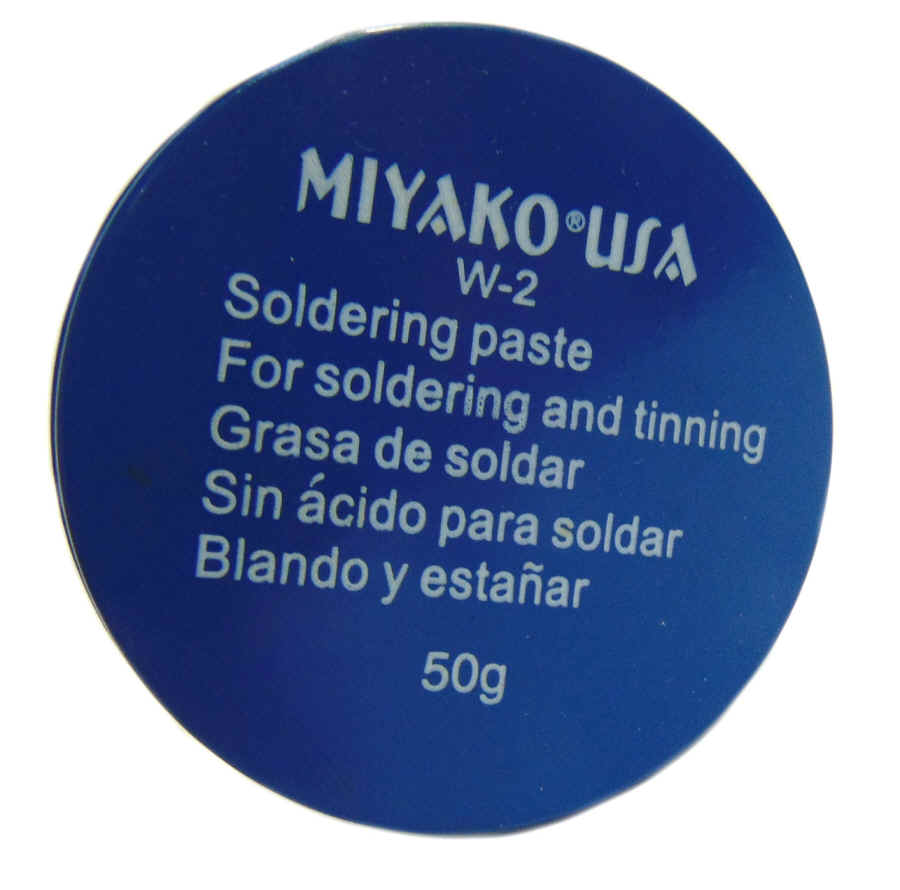 MIYAKO® USA
W-2
Soldering paste
For soldering and tinning
Grasa de soldar
Sin ácido para soldar
Blando y estañar
50g